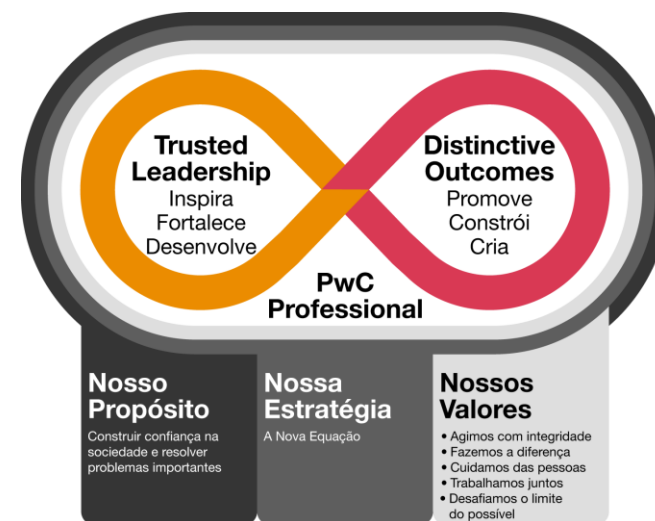 Trusted
Leadership
Inspira
Fortalece
Desenvolve
Distinctive
Outcomes
Promove
Constrói
Cria
PwC
Professional
Nosso
Propósito
Construir confiança na
sociedade e resolver
problemas importantes
Nossa
Estratégia
A Nova Equação
Nossos
Valores
• Agimos com integridade
• Fazemos a diferença
• Cuidamos das pessoas
• Trabalhamos juntos
• Desafiamos o limite
do possível